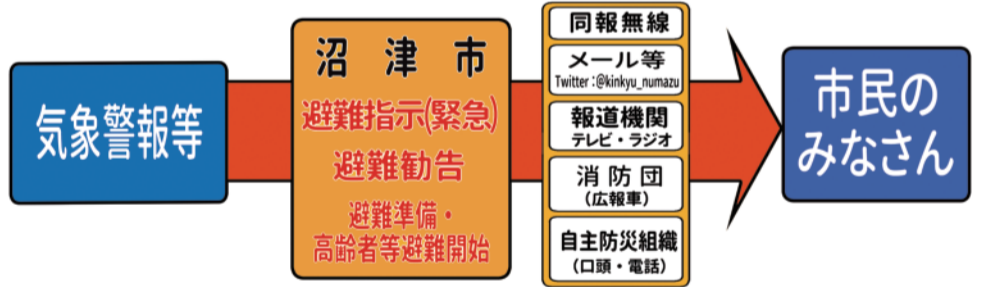 気象警報等
沼津市
避難指示(緊急)
避難勧告
避難準備・
高齢者等避難開始
同報無線
メール等
Twitter:@kinkyu_numazu
報道機関
テレビ・ラジオ
消防団
(広報車)
自主防災組織
(口頭・電話)
市民の
みなさん